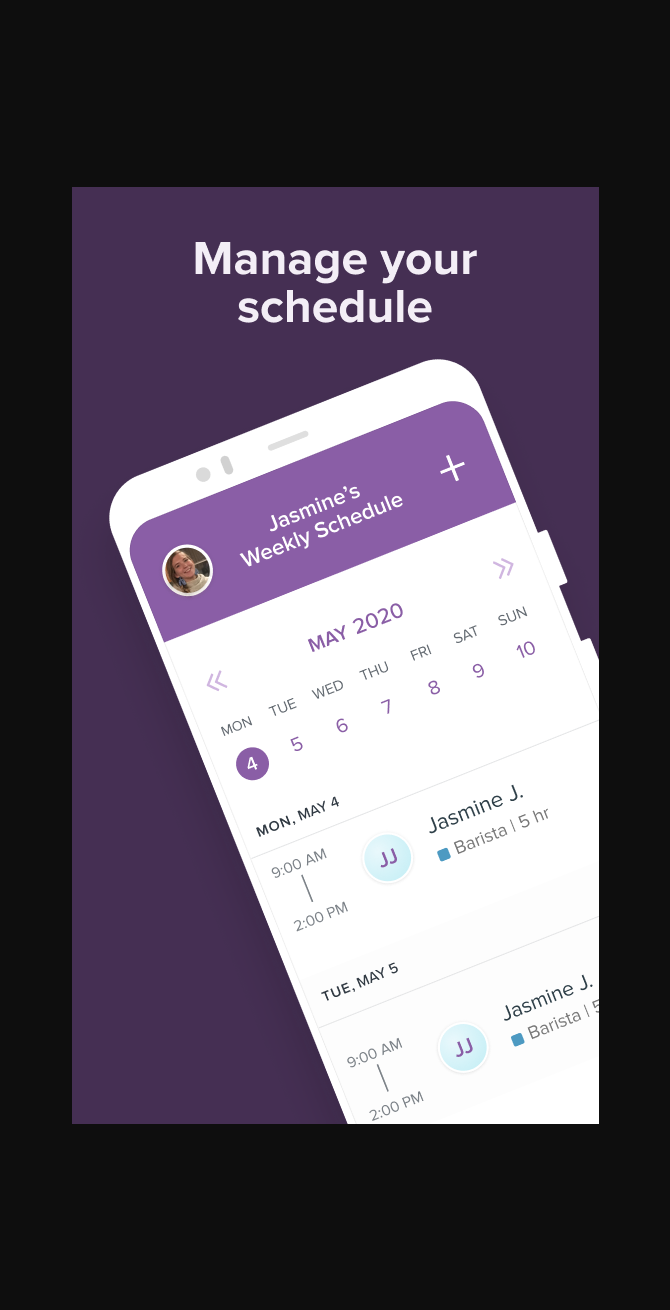 Manage your
schedule
Jasmine's
Weekly Schedule
MAY 2020
MON TUE WED THU FRI SAT SUN
4 5 6 7 8 9 10
MON, MAY 4
9:00 AM
2:00 PM
JJ
Jasmine J.
Barista | 5 hr
TUE, MAY 5
9:00 AM
2:00 PM
JJ
Jasmine J.
Barista | 5